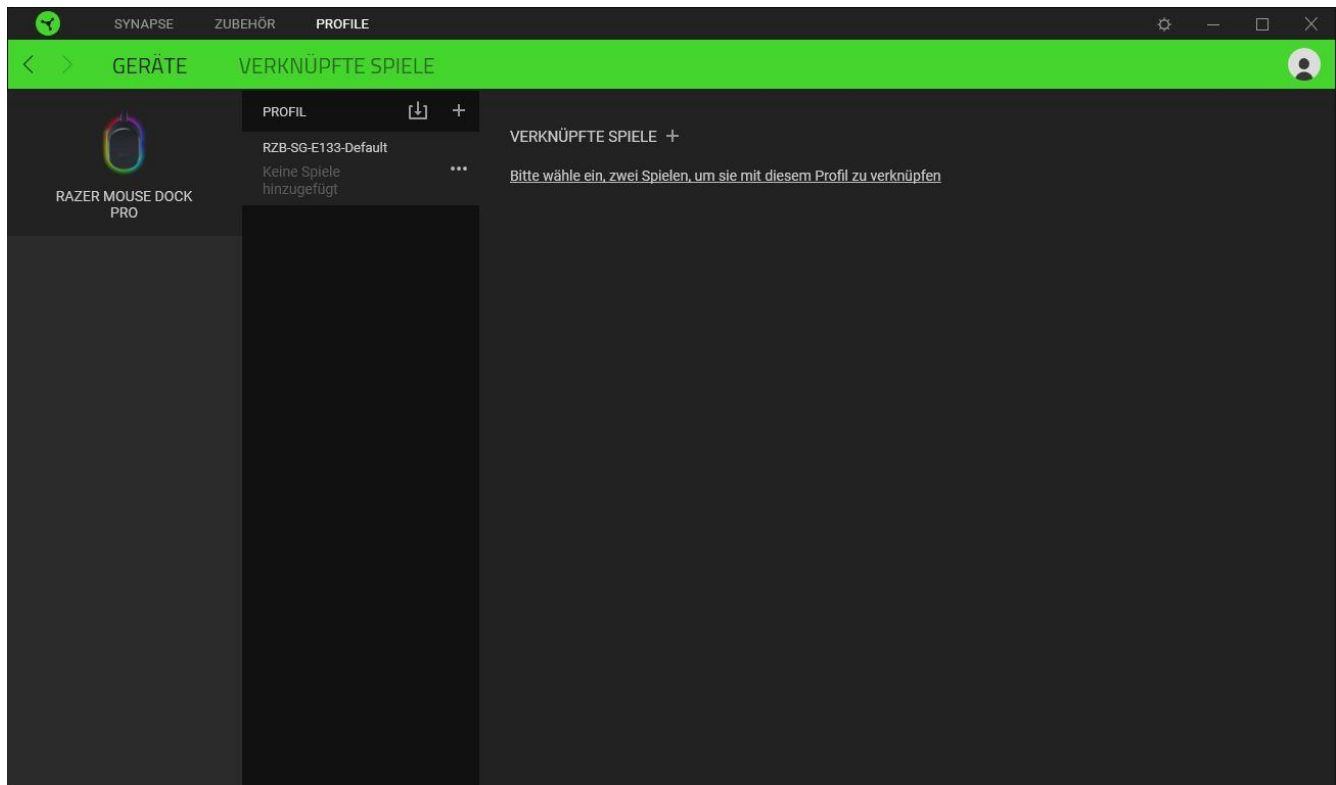 SYNAPSE ZUBEHÖR PROFILE
GERÄTE VERKNÜPFTE SPIELE
RAZER MOUSE DOCK
PRO
PROFIL
RZB-SG-E133-Default
Keine Spiele
hinzugefügt
VERKNÜPFTE SPIELE +
Bitte wähle ein, zwei Spielen, um sie mit diesem Profil zu verknüpfen